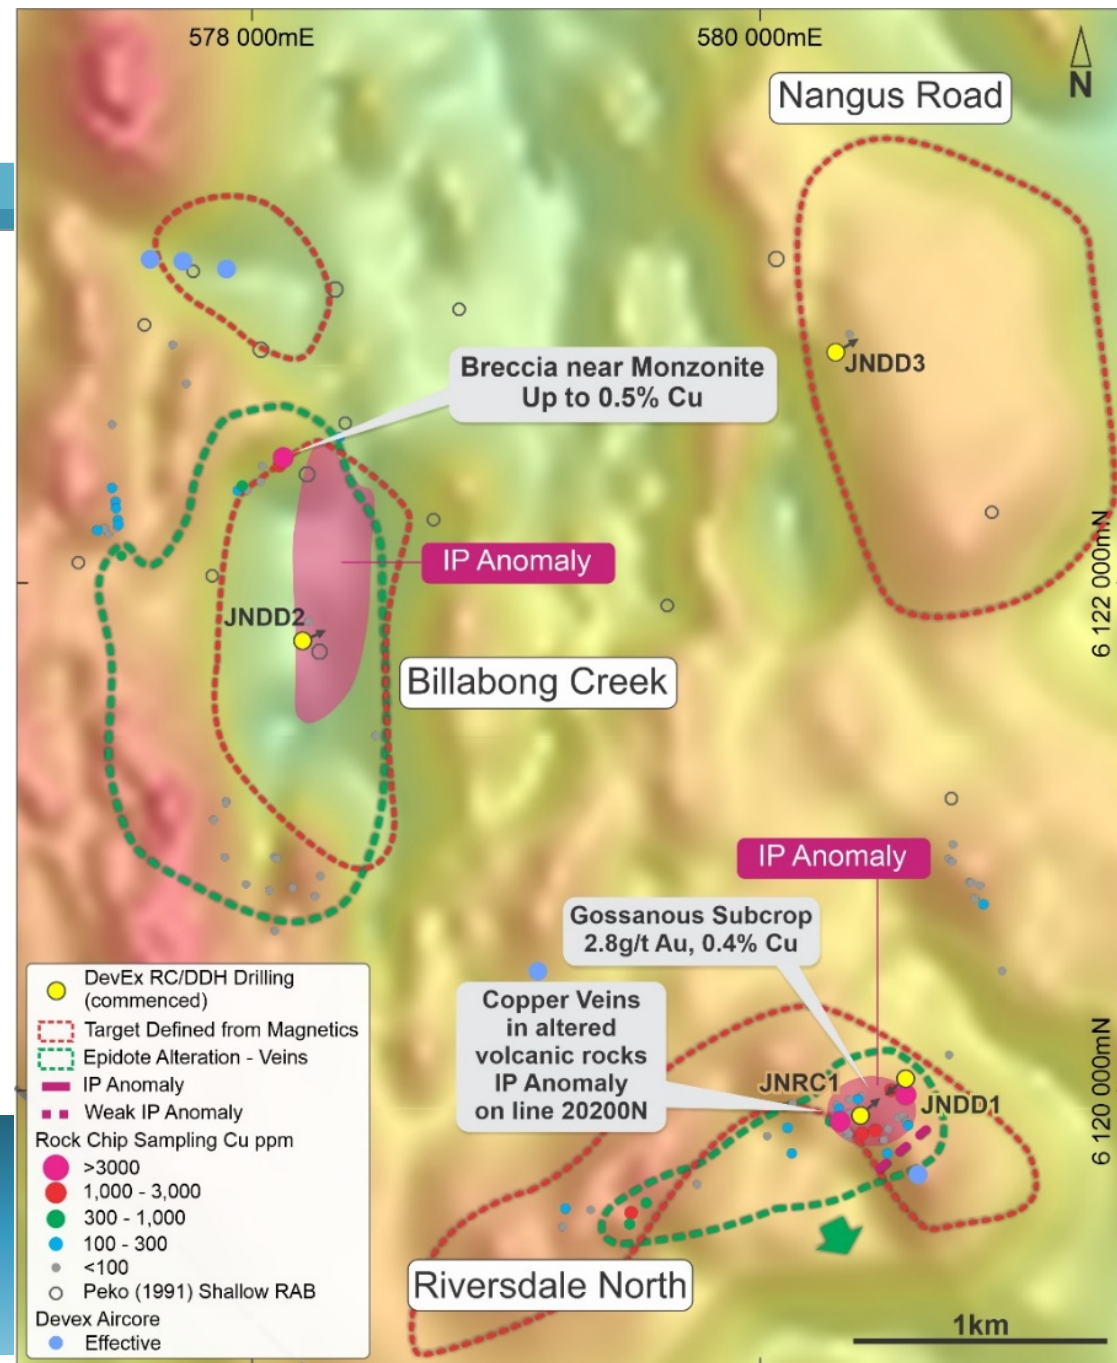 578 000mE
580 000mE
N
Nangus Road
Breccia near Monzonite
Up to 0.5% Cu
JNDD3
IP Anomaly
6 122 000mN
JNDD2
Billabong Creek
IP Anomaly
Gossanous Subcrop
2.8g/t Au, 0.4% Cu
Copper Veins
in altered
volcanic rocks
IP Anomaly
on line 20200N
JNRC1
JNDD1
6 120 000mN
Riversdale North
1km
DevEx RC/DDH Drilling
(commenced)
Target Defined from Magnetics
Epidote Alteration - Veins
IP Anomaly
Weak IP Anomaly
Rock Chip Sampling Cu ppm
>3000
1,000 - 3,000
300 - 1,000
100 - 300
<100
Peko (1991) Shallow RAB
Devex Aircore
Effective